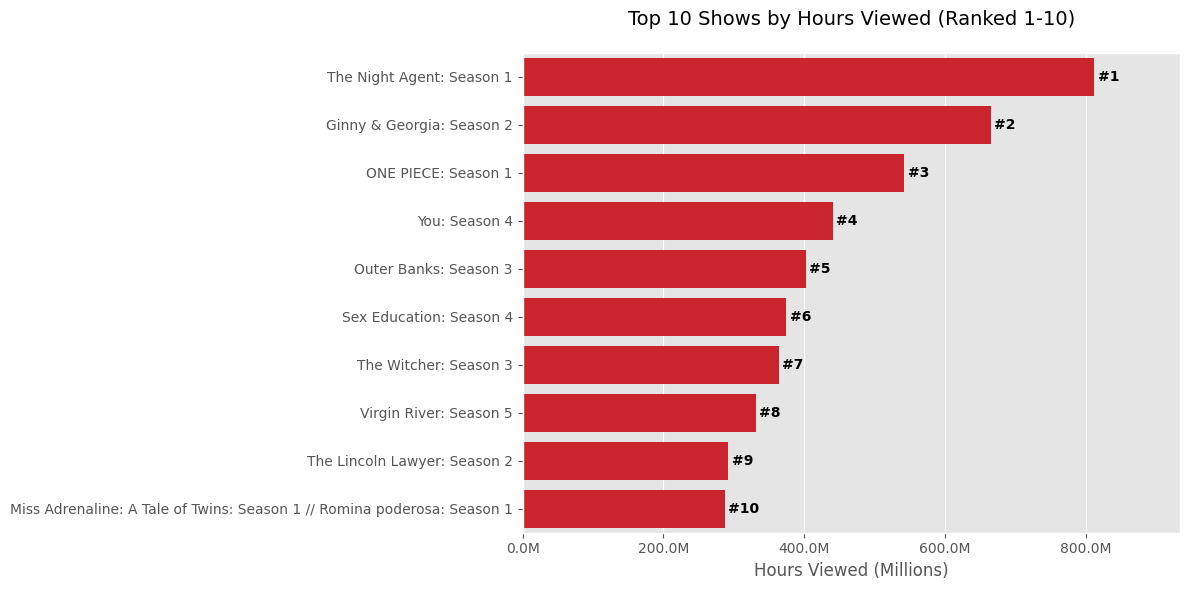 Top 10 Shows by Hours Viewed (Ranked 1-10)
The Night Agent: Season 1
#1
Ginny & Georgia: Season 2
#2
ONE PIECE: Season 1
#3
You: Season 4
#4
Outer Banks: Season 3
#5
Sex Education: Season 4
#6
The Witcher: Season 3
#7
Virgin River: Season 5
#8
The Lincoln Lawyer: Season 2
#9
Miss Adrenaline: A Tale of Twins: Season 1 // Romina poderosa: Season 1
#10
0.0M 200.0M 400.0M 600.0M 800.0M
Hours Viewed (Millions)